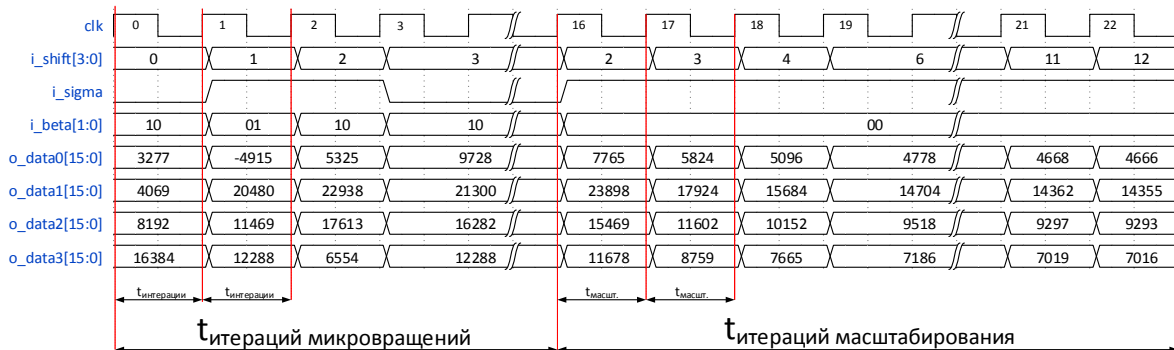 clk 0 1 2 3 16 17 18 19 21 22
i_shift[3:0] 0 1 2 3 2 3 4 6 11 12
i_sigma
i_beta[1:0] 10 01 10 10 00
o_data0[15:0] 3277 -4915 5325 9728 7765 5824 5096 4778 4668 4666
o_data1[15:0] 4069 20480 22938 21300 23898 17924 15684 14704 14362 14355
o_data2[15:0] 8192 11469 17613 16282 15469 11602 10152 9518 9297 9293
o_data3[15:0] 16384 12288 6554 12288 11678 8759 7665 7186 7019 7016
tинтерации tинтерации tмасшт. tмасшт.
tитераций микровращений tитераций масштабирования